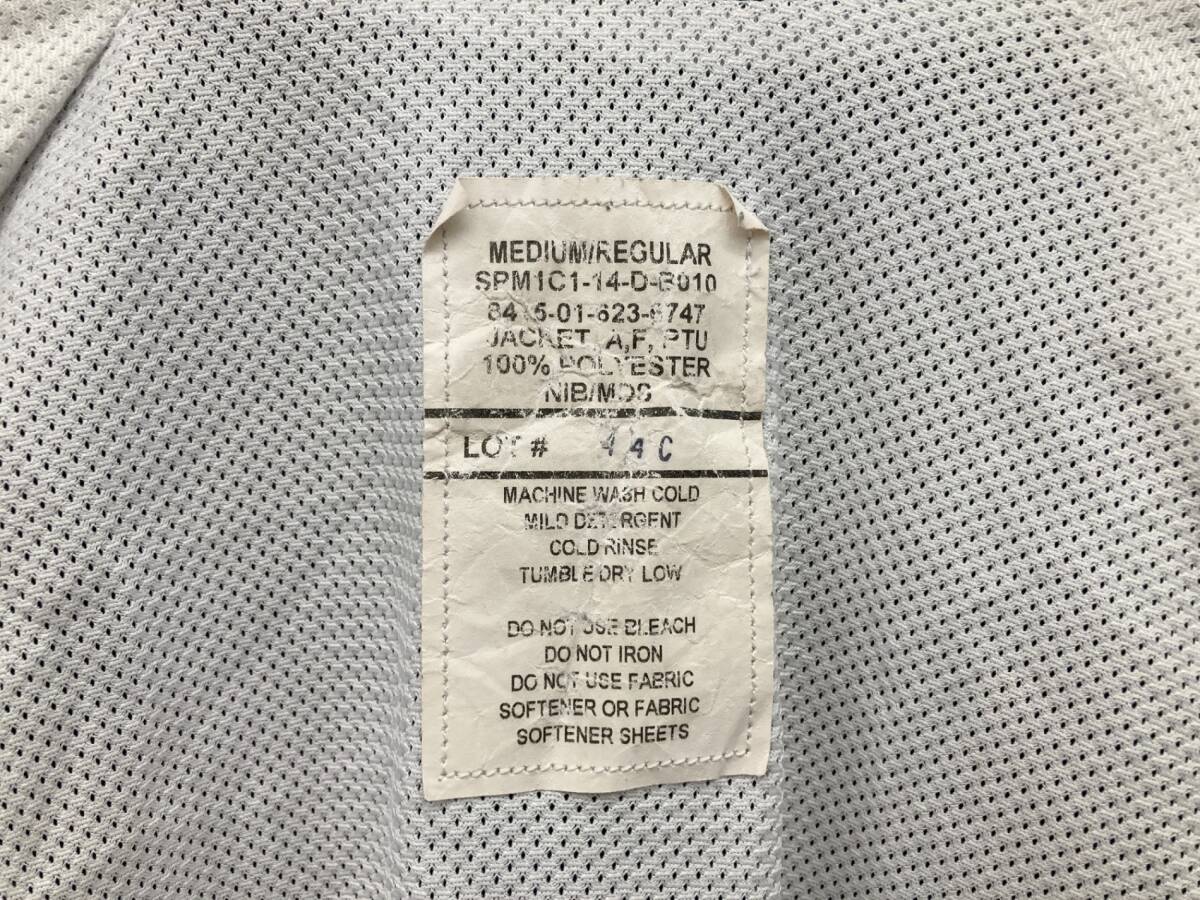 MEDIUM/REGULAR
SPM1C1-14-D-B010
8415-01-623-6747
JACKET, A,F, PTU
100% POLYESTER
NIB/MDS
LOT # 44C
MACHINE WASH COLD
MILD DETERGENT
COLD RINSE
TUMBLE DRY LOW
DO NOT USE BLEACH
DO NOT IRON
DO NOT USE FABRIC
SOFTENER OR FABRIC
SOFTENER SHEETS